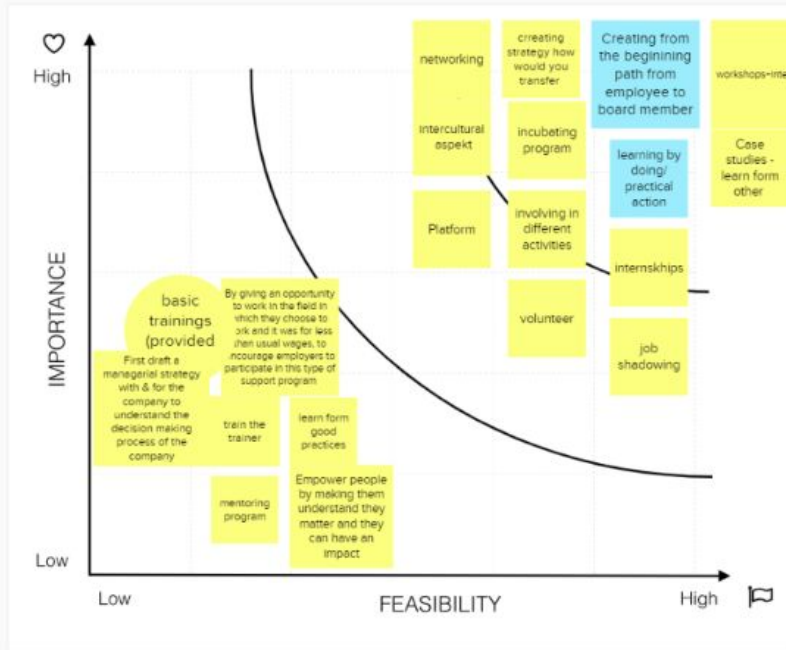 High
IMPORTANCE
Low
Low
FEASIBILITY
High
networking
intercultural
aspekt
Platform
crreating
strategy how
would you
transfer
incubating
program
involving in
different
activities
volunteer
Creating from
the beginining
path from
employee to
board member
learning by
doing/
practical
action
internskhips
job
shadowing
workshops-inte
Case
studies -
learn form
other
basic
trainings
(provided
By giving an opportunity
to work in the field in
which they choose to
ork and it was for less
han usual wages, to
ncourage employers to
participate in this type of
support program
First draft a
managarial strategy
with & for the
company to
understand the
decision making
process of the
company
train the
trainer
learn form
good
practices
mentoring
program
Empower people
by making them
understand they
matter and they
can have an
impact